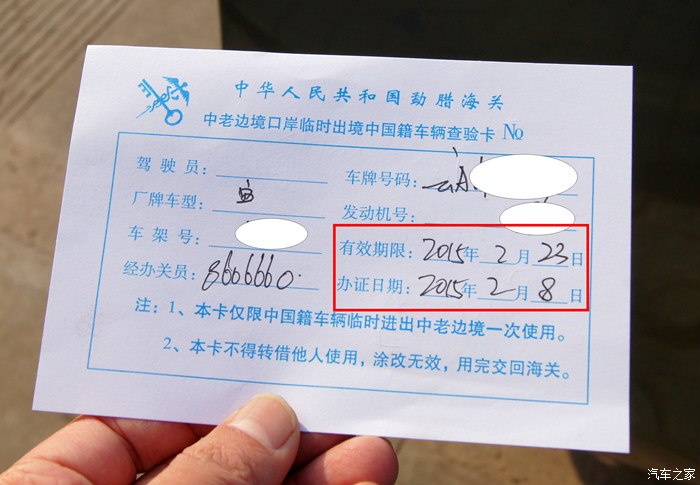 中华人民共和国勐腊海关
中老边境口岸临时出境中国籍车辆查验卡 №
驾驶员：
车牌号码：云
厂牌车型：
发动机号：
车架号：
有效期限：2015年2月23日
经办关员：8666660
办证日期：2015年2月8日
注：1、本卡仅限中国籍车辆临时进出中老边境一次使用。
2、本卡不得转借他人使用，涂改无效，用完交回海关。
汽车之家